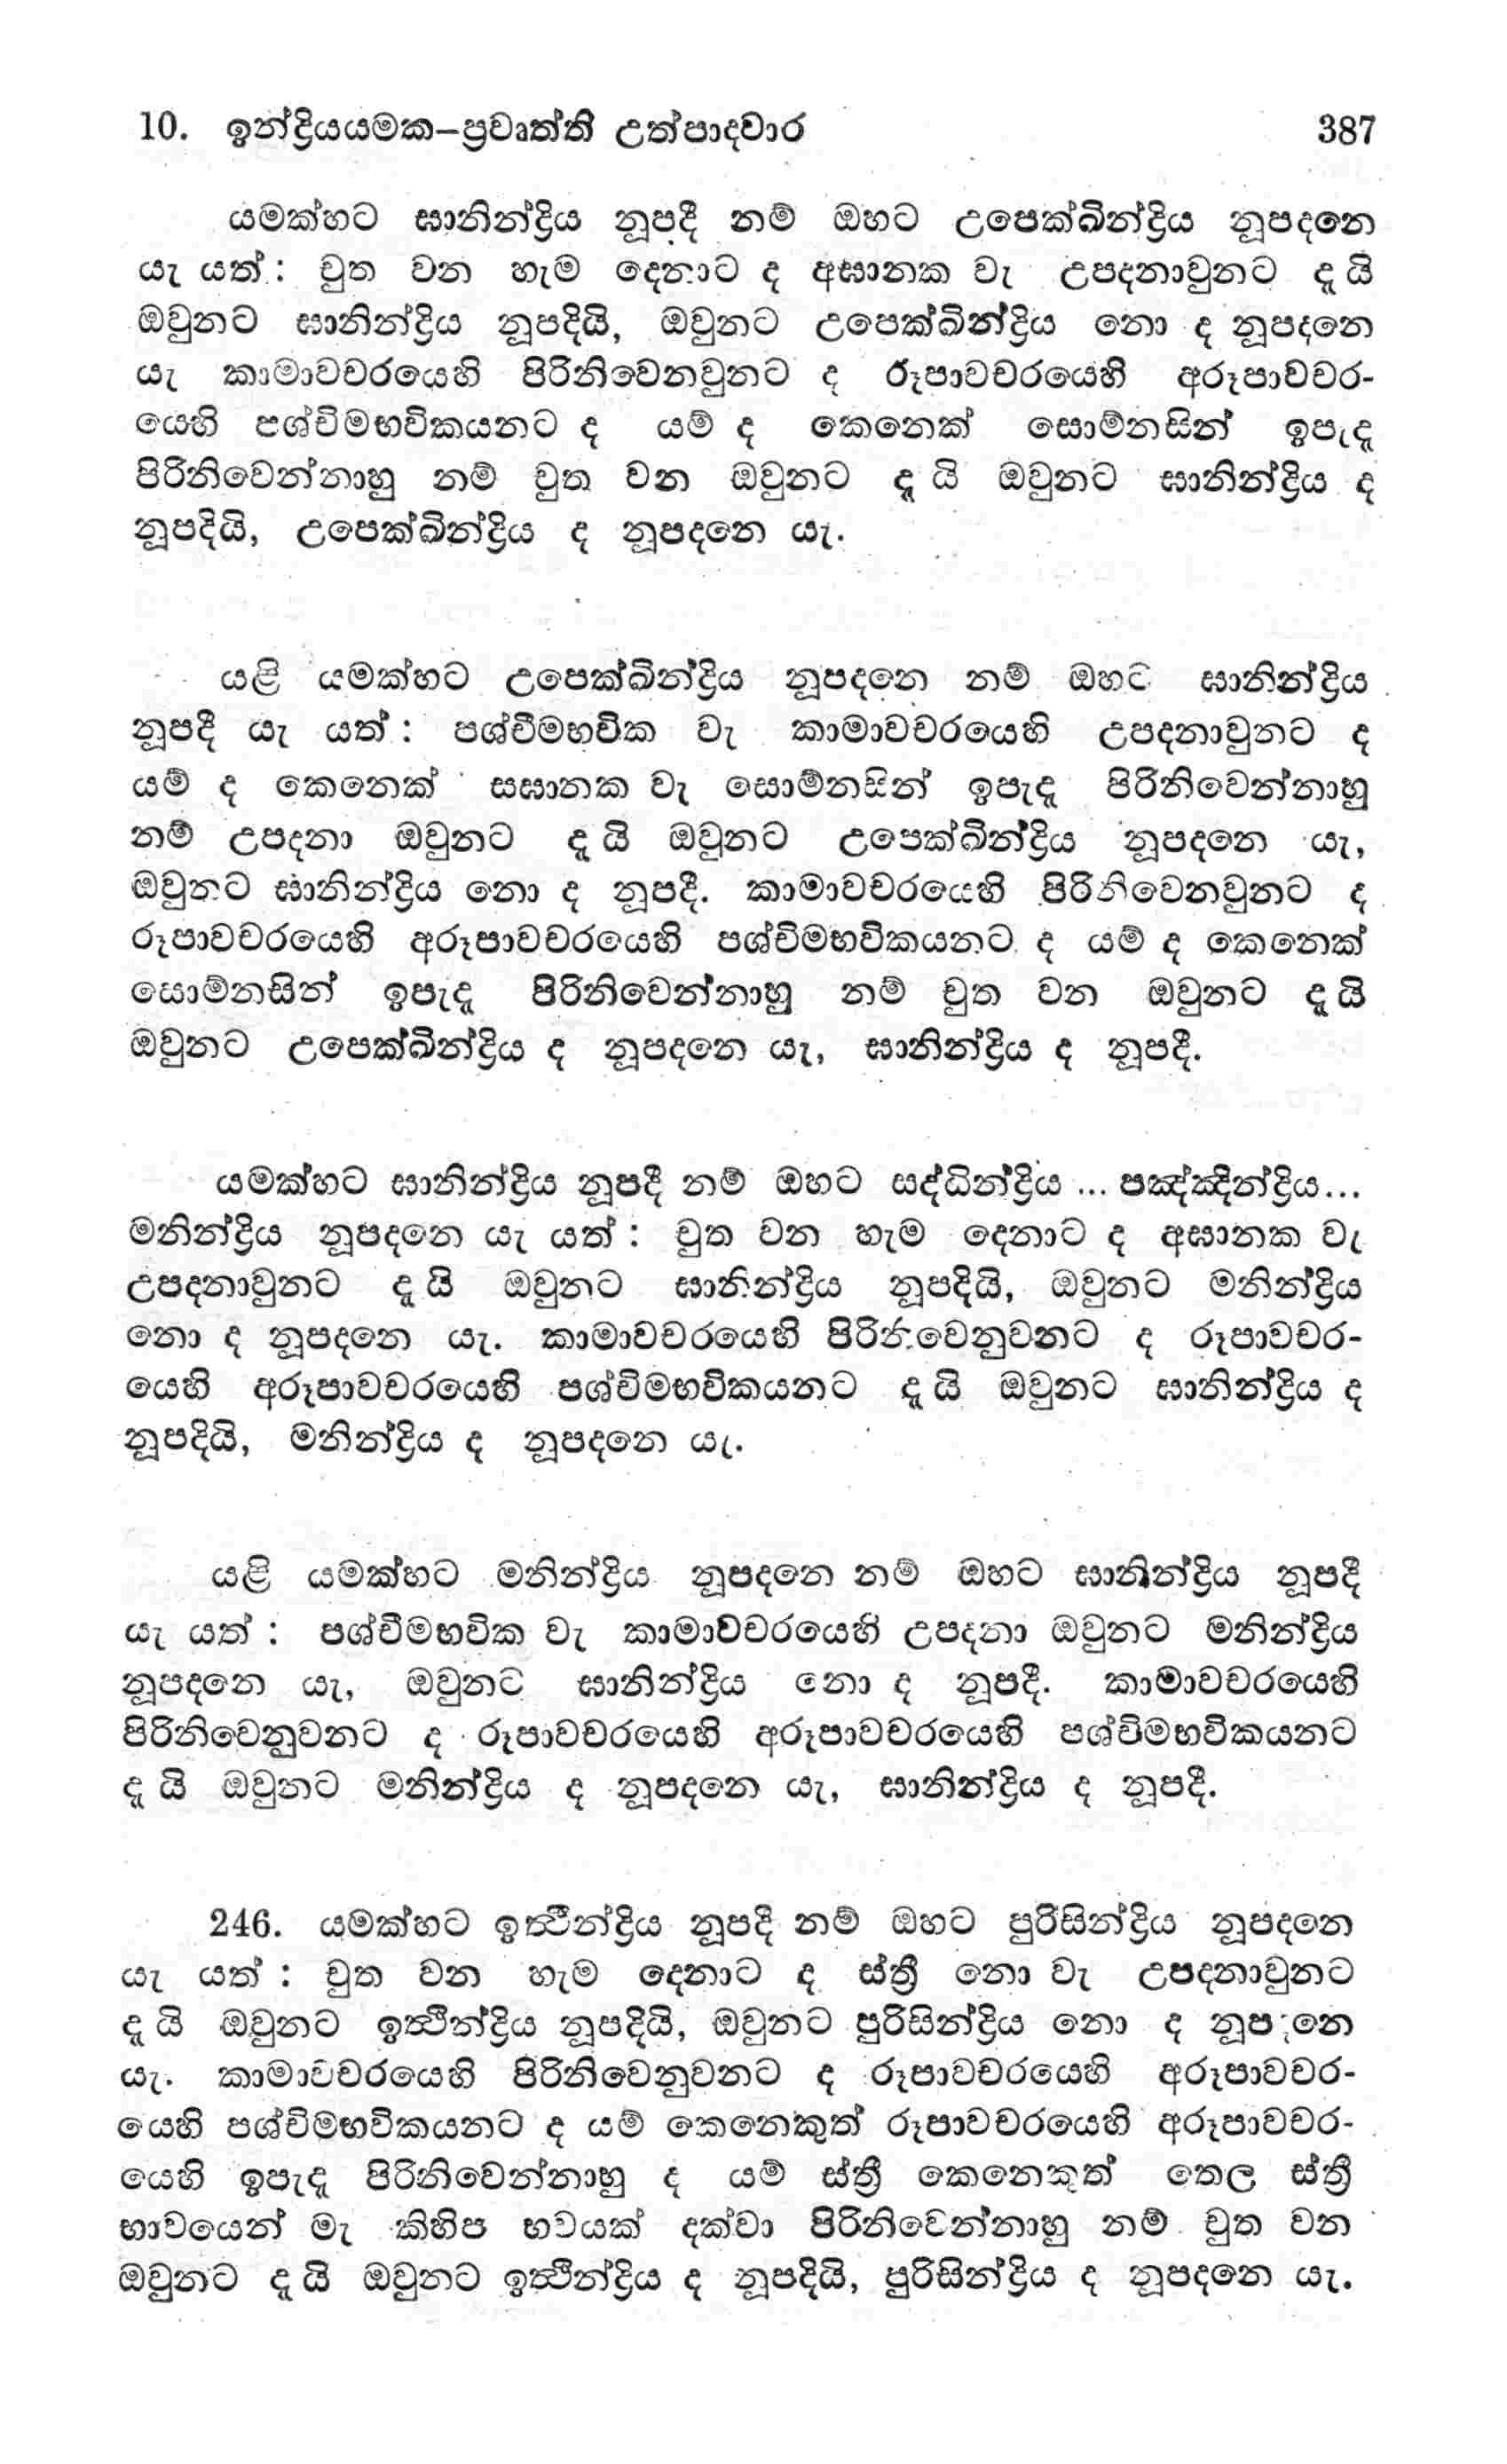 10. ඉන්ද්‍රියයමක–ප්‍රවෘත්ති උත්පාදවාර 387
යමක්හට ඝානින්ද්‍රිය නූපදී නම් ඔහට උපෙක්ඛින්ද්‍රිය නූපදනෙ
යැ යත් : චුත වන හැම දෙනාට ද අඝානක වැ උපදනාවුනට දැ යි
ඔවුනට ඝානින්ද්‍රිය නූපදියි, ඔවුනට උපෙක්ඛින්ද්‍රිය නො ද නූපදනෙ
යැ කාමාවචරයෙහි පිරිනිවෙනවුනට ද රූපාවචරයෙහි අරූපාවචර-
යෙහි පශ්චිමභවිකයනට ද යම් ද කෙනෙක් සොම්නසින් ඉපැද
පිරිනිවෙන්නාහු නම් චුත වන ඔවුනට දැ යි ඔවුනට ඝානින්ද්‍රිය ද
නූපදියි, උපෙක්ඛින්ද්‍රිය ද නූපදනෙ යැ.
යළි යමක්හට උපෙක්ඛින්ද්‍රිය නූපදනෙ නම් ඔහට ඝානින්ද්‍රිය
නූපදී යැ යත් : පශ්චිමභවික වැ කාමාවචරයෙහි උපදනාවුනට ද
යම් ද කෙනෙක් සඝානක වැ සොම්නසින් ඉපැද පිරිනිවෙන්නාහු
නම් උපදනා ඔවුනට දැ යි ඔවුනට උපෙක්ඛින්ද්‍රිය නූපදනෙ යැ,
ඔවුනට ඝානින්ද්‍රිය නො ද නූපදී. කාමාවචරයෙහි පිරිනිවෙනවුනට ද
රූපාවචරයෙහි අරූපාවචරයෙහි පශ්චිමභවිකයනට ද යම් ද කෙනෙක්
සොම්නසින් ඉපැද පිරිනිවෙන්නාහු නම් චුත වන ඔවුනට දැ යි
ඔවුනට උපෙක්ඛින්ද්‍රිය ද නූපදනෙ යැ, ඝානින්ද්‍රිය ද නූපදී.
යමක්හට ඝානින්ද්‍රිය නූපදී නම් ඔහට සද්ධින්ද්‍රිය ... පඤ්ඤින්ද්‍රිය...
මනින්ද්‍රිය නූපදනෙ යැ යත් : චුත වන හැම දෙනාට ද අඝානක වැ
උපදනාවුනට දැ යි ඔවුනට ඝානින්ද්‍රිය නූපදියි, ඔවුනට මනින්ද්‍රිය
නො ද නූපදනෙ යැ. කාමාවචරයෙහි පිරිනිවෙනුවනට ද රූපාවචර-
යෙහි අරූපාවචරයෙහි පශ්චිමභවිකයනට දැ යි ඔවුනට ඝානින්ද්‍රිය ද
නූපදියි, මනින්ද්‍රිය ද නූපදනෙ යැ.
යළි යමක්හට මනින්ද්‍රිය නූපදනෙ නම් ඔහට ඝානින්ද්‍රිය නූපදී
යැ යත් : පශ්චිමභවික වැ කාමාවචරයෙහි උපදනා ඔවුනට මනින්ද්‍රිය
නූපදනෙ යැ, ඔවුනට ඝානින්ද්‍රිය නො ද නූපදී. කාමාවචරයෙහි
පිරිනිවෙනුවනට ද රූපාවචරයෙහි අරූපාවචරයෙහි පශ්චිමභවිකයනට
දැ යි ඔවුනට මනින්ද්‍රිය ද නූපදනෙ යැ, ඝානින්ද්‍රිය ද නූපදී.
246. යමක්හට ඉත්‍ථින්ද්‍රිය නූපදී නම් ඔහට පුරිසින්ද්‍රිය නූපදනෙ
යැ යත් : චුත වන හැම දෙනාට ද ස්ත්‍රී නො වැ උපදනාවුනට
දැ යි ඔවුනට ඉත්‍ථින්ද්‍රිය නූපදියි, ඔවුනට පුරිසින්ද්‍රිය නො ද
යැ. කාමාවචරයෙහි පිරිනිවෙනුවනට ද රූපාවචරයෙහි අරූපාවචර-
යෙහි පශ්චිමභවිකයනට ද යම් කෙනෙකුත් රූපාවචරයෙහි අරූපාවචර-
යෙහි ඉපැද පිරිනිවෙන්නාහු ද යම් ස්ත්‍රී කෙනෙකුත් තෙල ස්ත්‍රී
භාවයෙන් මැ කිහිප භවයක් දක්වා පිරිනිවෙන්නාහු නම් චුත වන
ඔවුනට දැ යි ඔවුනට ඉත්‍ථින්ද්‍රිය ද නූපදියි, පුරිසින්ද්‍රිය ද නූපදනෙ යැ.